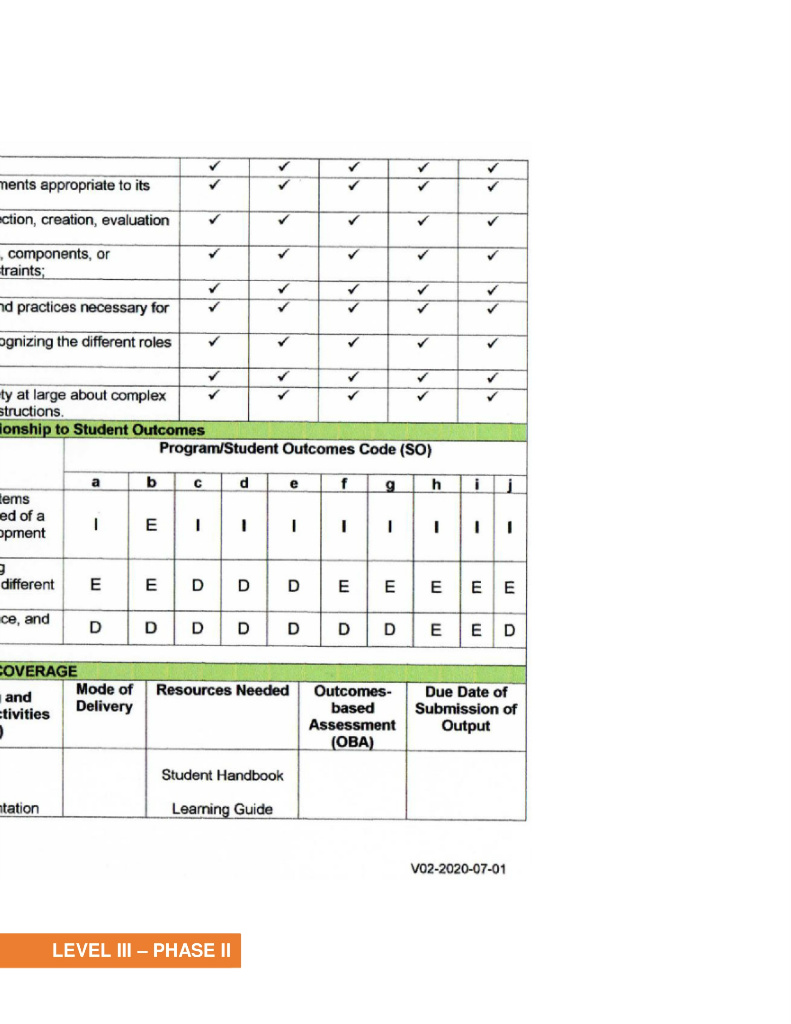 ✓ ✓ ✓ ✓ ✓
ments appropriate to its ✓ ✓ ✓ ✓ ✓
ction, creation, evaluation ✓ ✓ ✓ ✓ ✓
, components, or ✓ ✓ ✓ ✓ ✓
traints;
✓ ✓ ✓ ✓ ✓
nd practices necessary for ✓ ✓ ✓ ✓ ✓
ognizing the different roles ✓ ✓ ✓ ✓ ✓
✓ ✓ ✓ ✓ ✓
ty at large about complex ✓ ✓ ✓ ✓ ✓
structions.
ionship to Student Outcomes
Program/Student Outcomes Code (SO)
a b c d e f g h i j
tems
ed of a
opment
I E I I I I I I I I
g
different
E E D D D E E E E E
ce, and
D D D D D D D E E D
COVERAGE
and
tivities
)
Mode of
Delivery
Resources Needed
Outcomes-
based
Assessment
(OBA)
Due Date of
Submission of
Output
Student Handbook
ntation
Learning Guide
V02-2020-07-01
LEVEL III – PHASE II